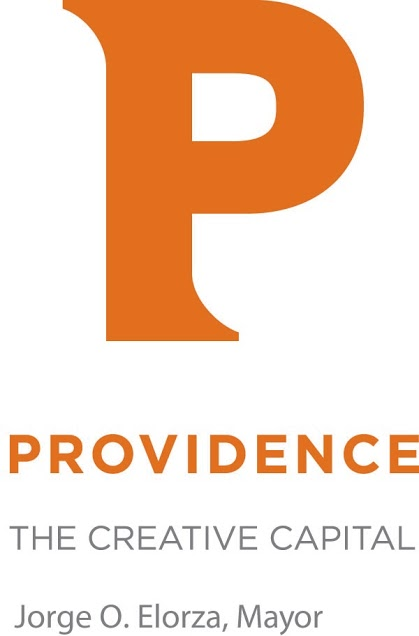 P
PROVIDENCE
THE CREATIVE CAPITAL
Jorge O. Elorza, Mayor